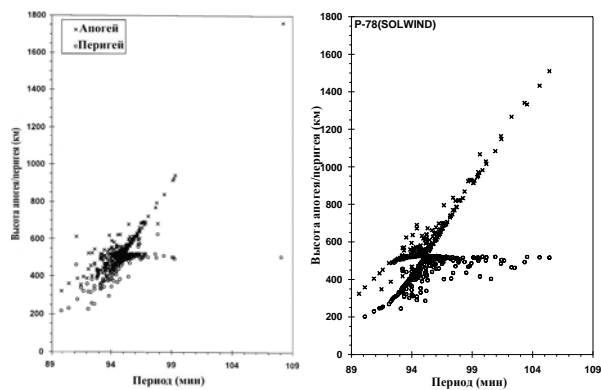 × Апогей
○ Перигей
1800
1600
1400
1200
1000
800
600
400
200
0
Высота апогея/перигея (км)
89 94 99 104 109
Период (мин)
P-78(SOLWIND)
1800
1600
1400
1200
1000
800
600
400
200
0
Высота апогея/перигея (км)
89 94 99 104 109
Период (мин)